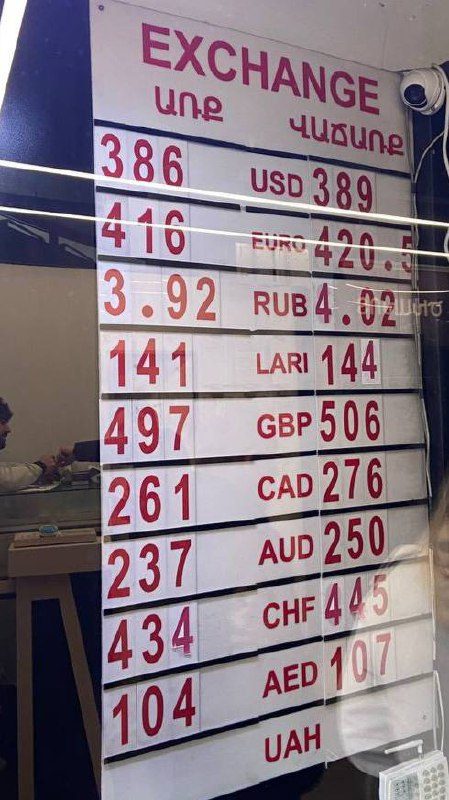 EXCHANGE
ԱՌՔ ՎԱՃԱՌՔ
386 USD 389
416 EURO 420.5
3.92 RUB 4.02
141 LARI 144
497 GBP 506
261 CAD 276
237 AUD 250
434 CHF 445
104 AED 107
UAH